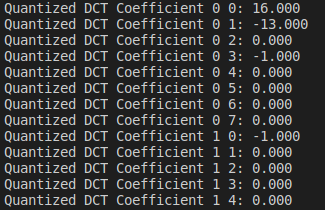 Quantized DCT Coefficient 0 0: 16.000
Quantized DCT Coefficient 0 1: -13.000
Quantized DCT Coefficient 0 2: 0.000
Quantized DCT Coefficient 0 3: -1.000
Quantized DCT Coefficient 0 4: 0.000
Quantized DCT Coefficient 0 5: 0.000
Quantized DCT Coefficient 0 6: 0.000
Quantized DCT Coefficient 0 7: 0.000
Quantized DCT Coefficient 1 0: -1.000
Quantized DCT Coefficient 1 1: 0.000
Quantized DCT Coefficient 1 2: 0.000
Quantized DCT Coefficient 1 3: 0.000
Quantized DCT Coefficient 1 4: 0.000